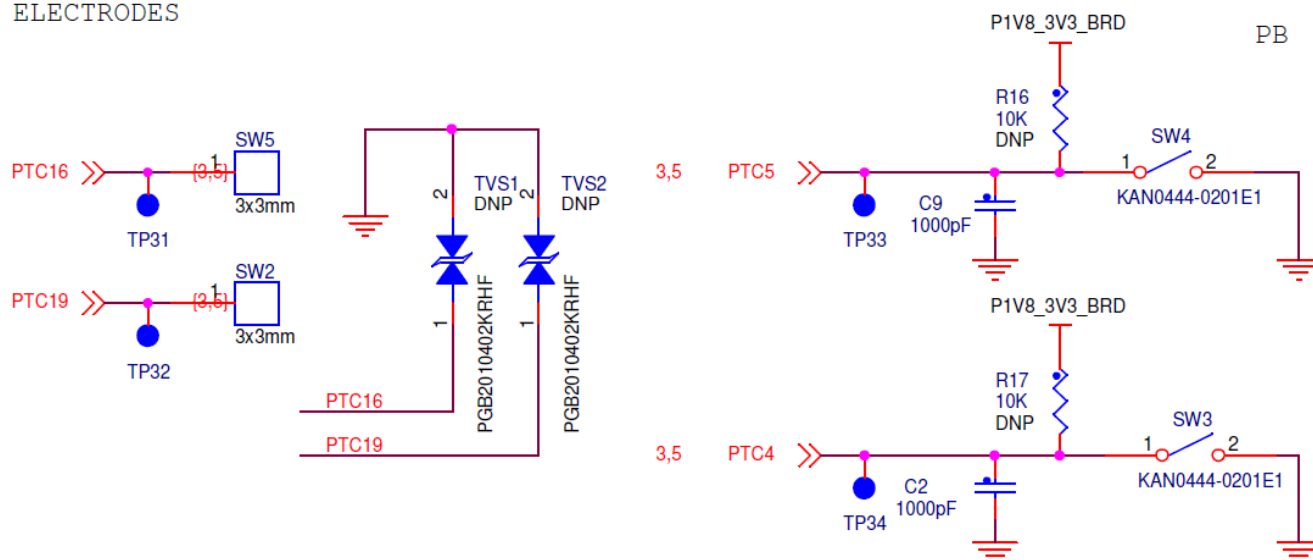 ELECTRODES
PTC16
1
{3,5}
SW5
3x3mm
TP31
PTC19
1
{3,5}
SW2
3x3mm
TP32
2
TVS1
DNP
2
TVS2
DNP
1
PGB2010402KRHF
1
PGB2010402KRHF
PTC16
PTC19
PB
P1V8_3V3_BRD
R16
10K
DNP
SW4
3,5
PTC5
1
2
KAN0444-0201E1
C9
1000pF
TP33
P1V8_3V3_BRD
R17
10K
DNP
SW3
3,5
PTC4
1
2
KAN0444-0201E1
C2
1000pF
TP34